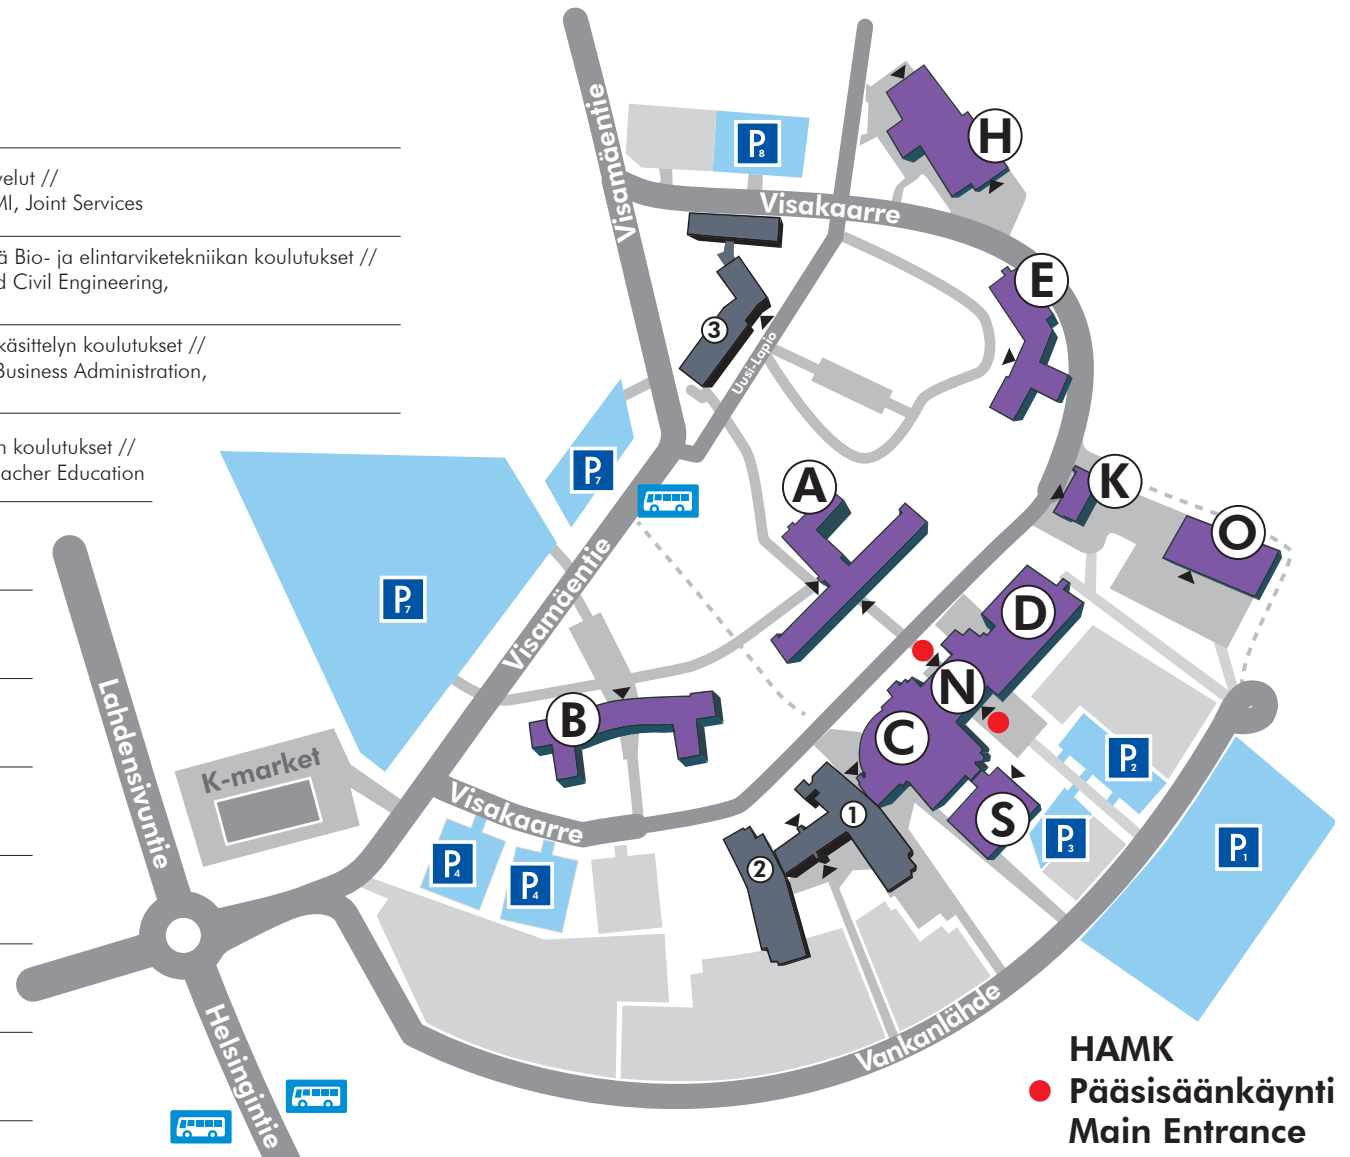 velut //
MI, Joint Services
ä Bio- ja elintarviketekniikan koulutukset //
d Civil Engineering,
käsittelyn koulutukset //
Business Administration,
n koulutukset //
acher Education
Visamäentie
P8
H
Visakaarre
E
3
Uusi-Lapio
P7
A
K
O
P7
Visamäentie
D
N
B
C
Lahdensivuntie
K-market
P2
Visakaarre
1
S
P3
P1
P4
P4
2
Vankanlähde
Helsingintie
HAMK
Pääsisäänkäynti
Main Entrance